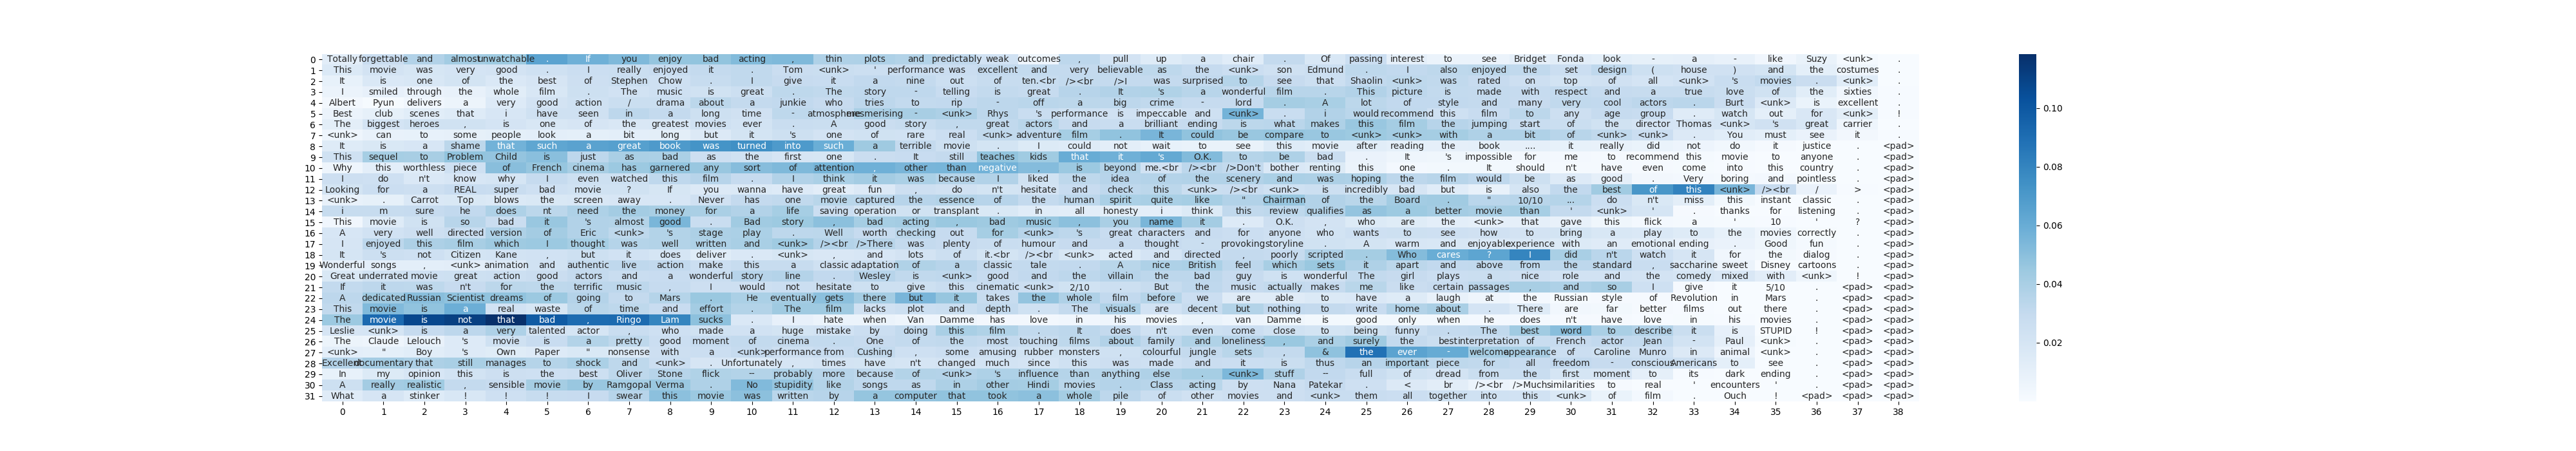 0 Totally forgettable and almost unwatchable . If you enjoy bad acting , thin plots and predictably weak outcomes , pull up a chair . Of passing interest to see Bridget Fonda look - a - like Suzy <unk> .
1 This movie was very good . I really enjoyed it . Tom <unk> ' performance was excellent and very believable as the <unk> son Edmund . I also enjoyed the set design ( house ) and the costumes .
2 It is one of the best of Stephen Chow . I give it a nine out of ten.<br /><br />I was surprised to see that Shaolin <unk> was rated on top of all <unk> 's movies . <unk> .
3 I smiled through the whole film . The music is great . The story - telling is great . It 's a wonderful film . This picture is made with respect and a true love of the sixties .
4 Albert Pyun delivers a very good action / drama about a junkie who tries to rip - off a big crime - lord . A lot of style and many very cool actors . Burt <unk> is excellent .
5 Best club scenes that i have seen in a long time - atmosphere mesmerising - <unk> Rhys 's performance is impeccable and <unk> . i would recommend this film to any age group . watch out for <unk> !
6 The biggest heroes , is one of the greatest movies ever . A good story , great actors and a brilliant ending is what makes this film the jumping start of the director Thomas <unk> 's great carrier .
7 <unk> can to some people look a bit long but it 's one of rare real <unk> adventure film . It could be compare to <unk> <unk> with a bit of <unk> <unk> . You must see it .
8 It is a shame that such a great book was turned into such a terrible movie . I could not wait to see this movie after reading the book .... it really did not do it justice . <pad>
9 This sequel to Problem Child is just as bad as the first one . It still teaches kids that it 's O.K. to be bad . It 's impossible for me to recommend this movie to anyone . <pad>
10 Why this worthless piece of French cinema has garnered any sort of attention , other than negative , is beyond me.<br /><br />Don't bother renting this one . It should n't have even come into this country . <pad>
11 I do n't know why I even watched this film . I think it was because I liked the idea of the scenery and was hoping the film would be as good . Very boring and pointless . <pad>
12 Looking for a REAL super bad movie ? If you wanna have great fun , do n't hesitate and check this <unk> /><br <unk> is incredibly bad but is also the best of this <unk> /><br / > <pad>
13 <unk> . Carrot Top blows the screen away . Never has one movie captured the essence of the human spirit quite like " Chairman of the Board . " 10/10 ... do n't miss this instant classic . <pad>
14 i m sure he does nt need the money for a life saving operation or transplant . in all honesty i think this review qualifies as a better movie than ' <unk> ' . thanks for listening . <pad>
15 This movie is so bad it 's almost good . Bad story , bad acting , bad music , you name it . O.K. who are the <unk> that gave this flick a ' 10 ' ? <pad>
16 A very well directed version of Eric <unk> 's stage play . Well worth checking out for <unk> 's great characters and for anyone who wants to see how to bring a play to the movies correctly . <pad>
17 I enjoyed this film which I thought was well written and <unk> /><br />There was plenty of humour and a thought - provoking storyline . A warm and enjoyable experience with an emotional ending . Good fun . <pad>
18 It 's not Citizen Kane , but it does deliver . <unk> , and lots of it.<br /><br <unk> acted and directed , poorly scripted . Who cares ? I did n't watch it for the dialog . <pad>
19 Wonderful songs , <unk> animation and authentic live action make this a classic adaptation of a classic tale . A nice British feel which sets it apart and above from the standard , saccharine sweet Disney cartoons . <pad>
20 Great underrated movie great action good actors and a wonderful story line . Wesley is <unk> good and the villain the bad guy is wonderful The girl plays a nice role and the comedy mixed with <unk> ! <pad>
21 If it was n't for the terrific music , I would not hesitate to give this cinematic <unk> 2/10 . But the music actually makes me like certain passages , and so I give it 5/10 . <pad> <pad>
22 A dedicated Russian Scientist dreams of going to Mars . He eventually gets there but it takes the whole film before we are able to have a laugh at the Russian style of Revolution in Mars . <pad> <pad>
23 This movie is a real waste of time and effort . The film lacks plot and depth . The visuals are decent but nothing to write home about . There are far better films out there . <pad> <pad>
24 The movie is not that bad , Ringo Lam sucks . I hate when Van Damme has love in his movies , van Damme is good only when he does n't have love in his movies . <pad> <pad>
25 Leslie <unk> is a very talented actor , who made a huge mistake by doing this film . It does n't even come close to being funny . The best word to describe it is STUPID ! <pad> <pad>
26 The Claude Lelouch 's movie is a pretty good moment of cinema . One of the most touching films about family and loneliness , and surely the best interpretation of French actor Jean - Paul <unk> . <pad> <pad>
27 <unk> " Boy 's Own Paper " nonsense with a <unk> performance from Cushing , some amusing rubber monsters , colourful jungle sets , & the ever - welcome appearance of Caroline Munro in animal <unk> . <pad> <pad>
28 Excellent documentary that still manages to shock and <unk> . Unfortunately , times have n't changed much since this was made and it is thus an important piece for all freedom - conscious Americans to see . <pad> <pad>
29 In my opinion this is the best Oliver Stone flick -- probably more because of <unk> 's influence than anything else . <unk> stuff -- full of dread from the first moment to its dark ending . <pad> <pad>
30 A really realistic , sensible movie by Ramgopal Verma . No stupidity like songs as in other Hindi movies . Class acting by Nana Patekar . < br /><br />Much similarities to real ' encounters ' . <pad> <pad>
31 What a stinker ! ! ! I swear this movie was written by a computer that took a whole pile of other movies and <unk> them all together into this <unk> of film . Ouch ! <pad> <pad> <pad>
0 1 2 3 4 5 6 7 8 9 10 11 12 13 14 15 16 17 18 19 20 21 22 23 24 25 26 27 28 29 30 31 32 33 34 35 36 37 38
0.10
0.08
0.06
0.04
0.02